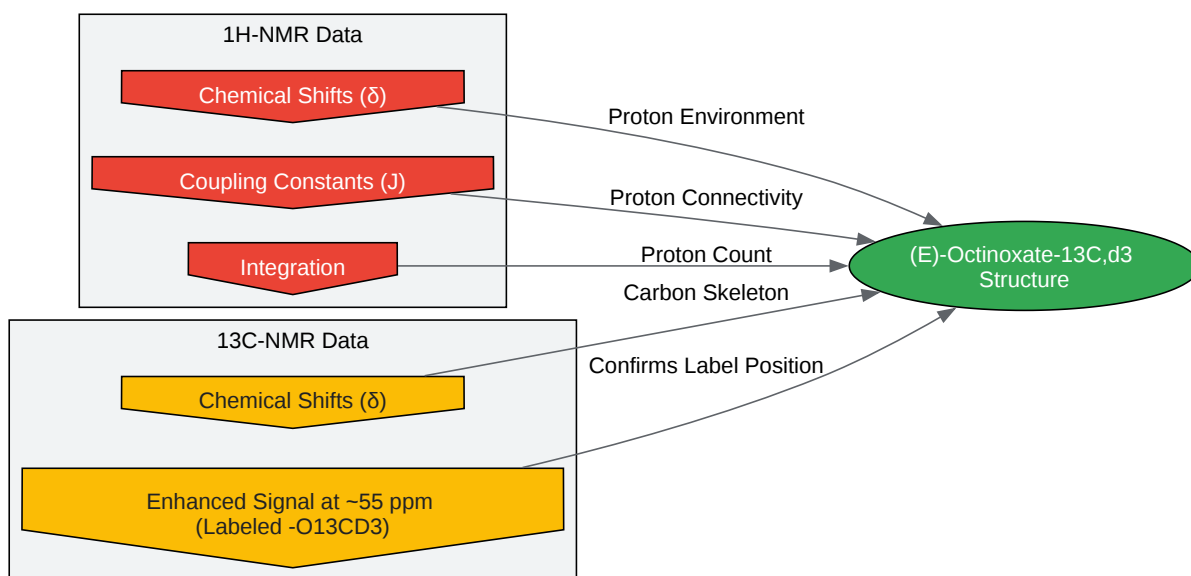 1H-NMR Data
Chemical Shifts (δ)
Coupling Constants (J)
Integration
Proton Environment
Proton Connectivity
Proton Count
Carbon Skeleton
Confirms Label Position
(E)-Octinoxate-13C,d3
Structure
13C-NMR Data
Chemical Shifts (δ)
Enhanced Signal at ~55 ppm
(Labeled -O13CD3)